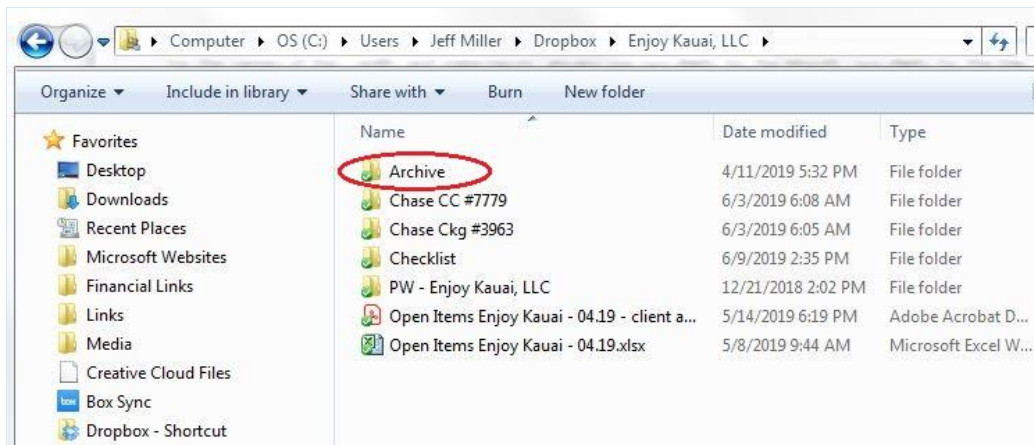 Computer OS (C:) Users Jeff Miller Dropbox Enjoy Kauai, LLC
Organize Include in library Share with Burn New folder
Favorites
Desktop
Downloads
Recent Places
Microsoft Websites
Financial Links
Links
Media
Creative Cloud Files
box Box Sync
Dropbox - Shortcut
Name Date modified Type
Archive 4/11/2019 5:32 PM File folder
Chase CC #7779 6/3/2019 6:08 AM File folder
Chase Ckg #3963 6/3/2019 6:05 AM File folder
Checklist 6/9/2019 2:35 PM File folder
PW - Enjoy Kauai, LLC 12/21/2018 2:02 PM File folder
Open Items Enjoy Kauai - 04.19 - client a... 5/14/2019 6:19 PM Adobe Acrobat D...
Open Items Enjoy Kauai - 04.19.xlsx 5/8/2019 9:44 AM Microsoft Excel W...